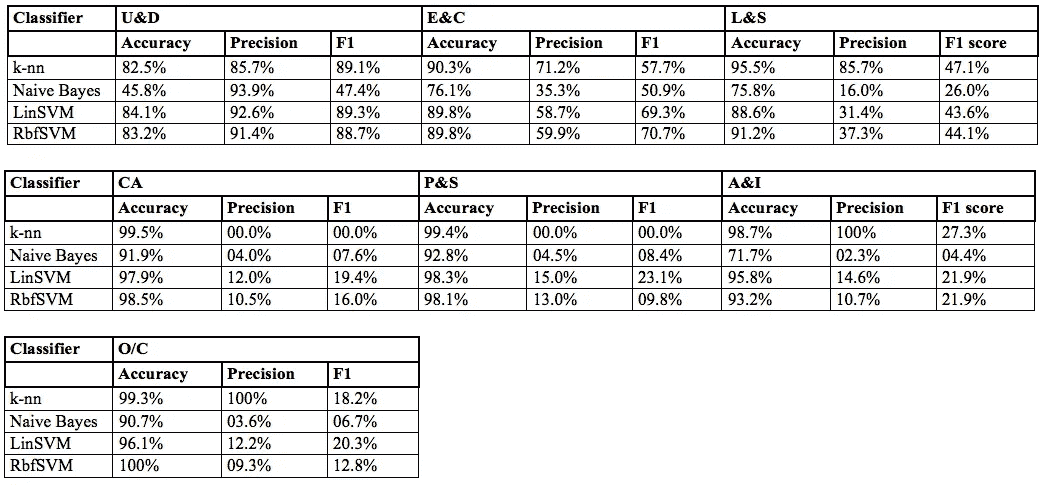 Classifier U&D E&C L&S
Accuracy Precision F1 Accuracy Precision F1 Accuracy Precision F1 score
k-nn 82.5% 85.7% 89.1% 90.3% 71.2% 57.7% 95.5% 85.7% 47.1%
Naive Bayes 45.8% 93.9% 47.4% 76.1% 35.3% 50.9% 75.8% 16.0% 26.0%
LinSVM 84.1% 92.6% 89.3% 89.8% 58.7% 69.3% 88.6% 31.4% 43.6%
RbfSVM 83.2% 91.4% 88.7% 89.8% 59.9% 70.7% 91.2% 37.3% 44.1%
Classifier CA P&S A&I
Accuracy Precision F1 Accuracy Precision F1 Accuracy Precision F1 score
k-nn 99.5% 00.0% 00.0% 99.4% 00.0% 00.0% 98.7% 100% 27.3%
Naive Bayes 91.9% 04.0% 07.6% 92.8% 04.5% 08.4% 71.7% 02.3% 04.4%
LinSVM 97.9% 12.0% 19.4% 98.3% 15.0% 23.1% 95.8% 14.6% 21.9%
RbfSVM 98.5% 10.5% 16.0% 98.1% 13.0% 09.8% 93.2% 10.7% 21.9%
Classifier O/C
Accuracy Precision F1
k-nn 99.3% 100% 18.2%
Naive Bayes 90.7% 03.6% 06.7%
LinSVM 96.1% 12.2% 20.3%
RbfSVM 100% 09.3% 12.8%